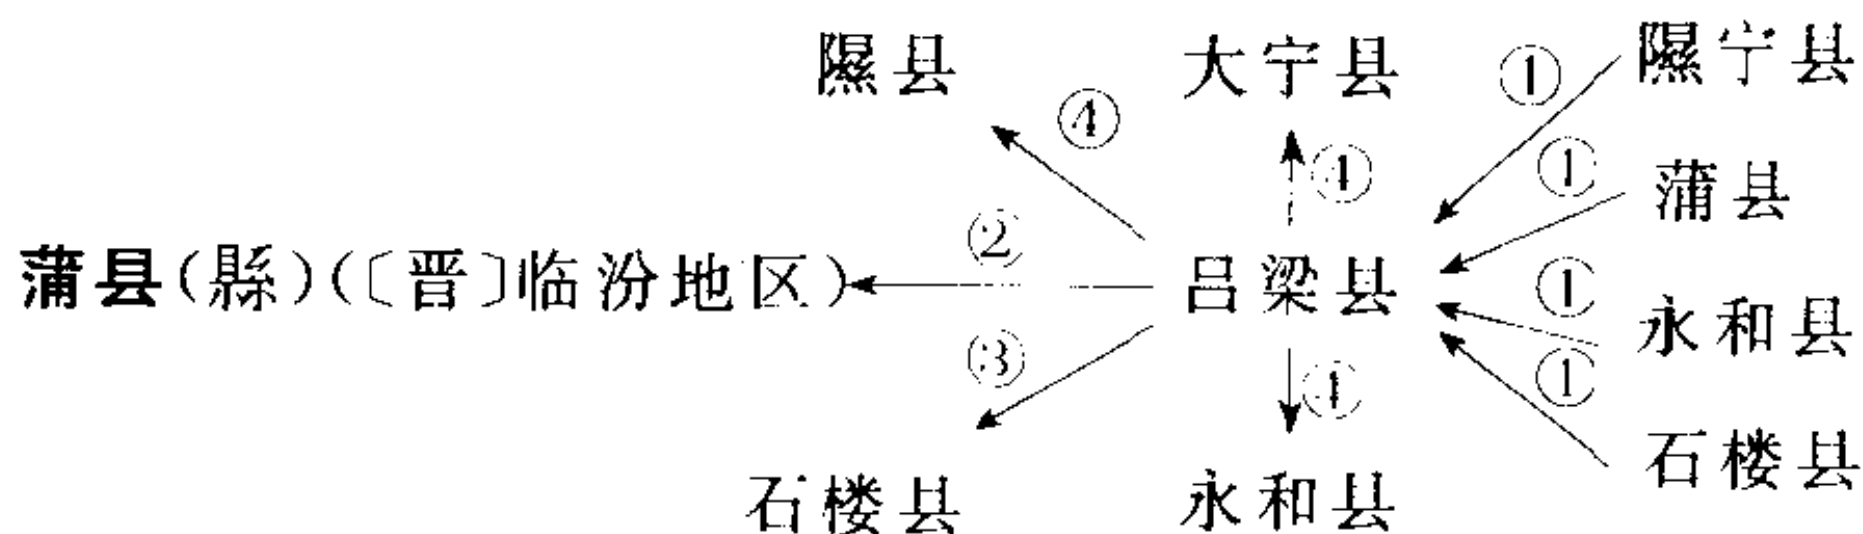 隰县 大宁县 ① 隰宁县
④ ④ ① 蒲县
蒲县(縣)(〔晋〕临汾地区) ② 吕梁县 ① 永和县
③ ④ ① 石楼县
石楼县 永和县